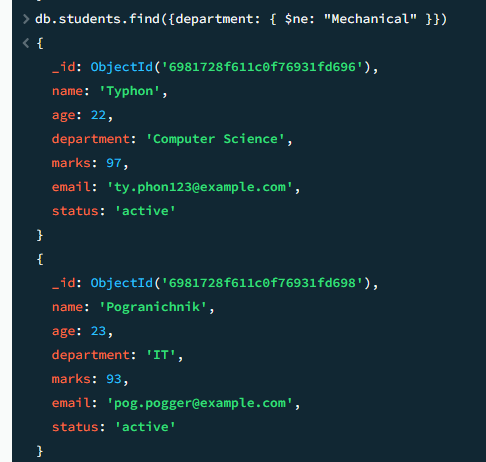 > db.students.find({department: { $ne: "Mechanical" }})
< {
_id: ObjectId('6981728f611c0f76931fd696'),
name: 'Typhon',
age: 22,
department: 'Computer Science',
marks: 97,
email: 'ty.phon123@example.com',
status: 'active'
}
{
_id: ObjectId('6981728f611c0f76931fd698'),
name: 'Pogranichnik',
age: 23,
department: 'IT',
marks: 93,
email: 'pog.pogger@example.com',
status: 'active'
}